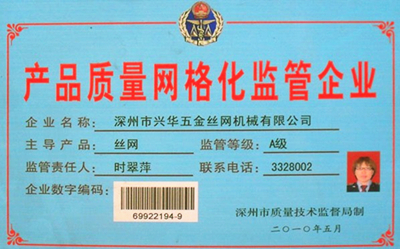 产品质量网格化监管企业
企业名称: 深州市兴华五金丝网机械有限公司
主导产品: 丝网 监管等级: A级
监管责任人: 时翠萍 联系电话: 3328002
企业数字编码:
69922194-9
深州市质量技术监督局制
二〇一〇年五月